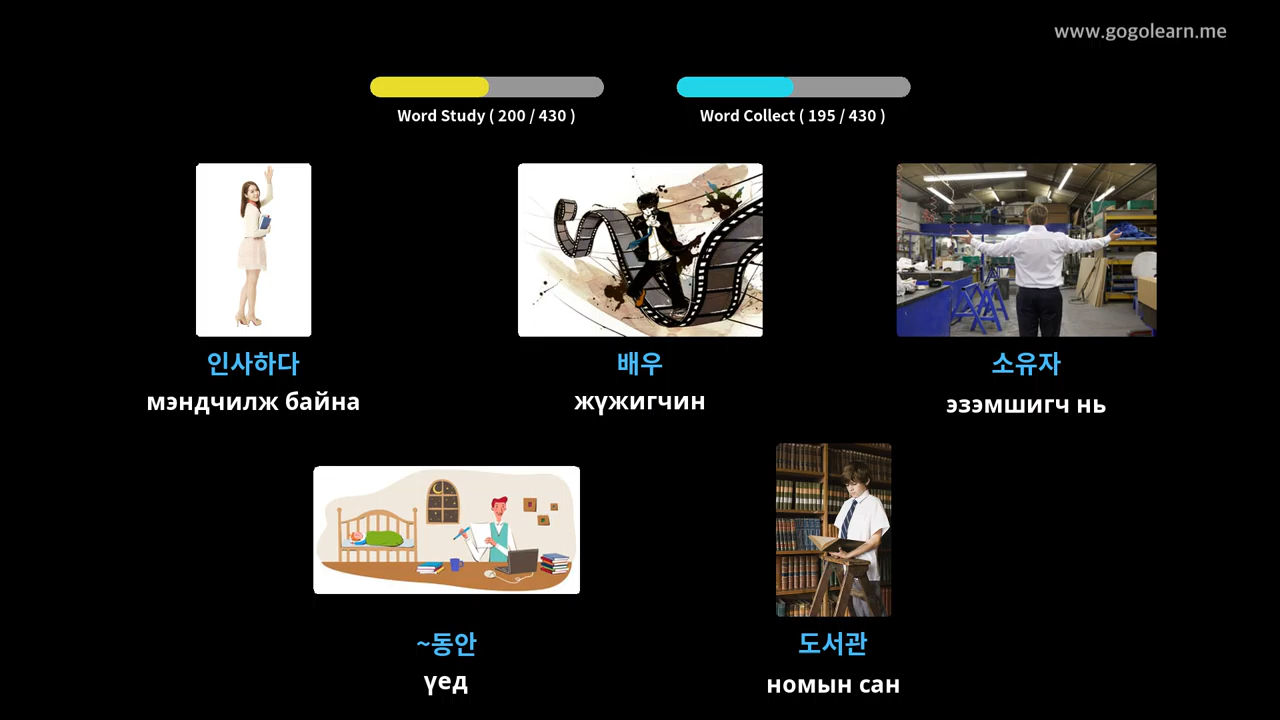 www.gogolearn.me
Word Study ( 200 / 430 )
Word Collect ( 195 / 430 )
인사하다
мэндчилж байна
배우
жүжигчин
소유자
эзэмшигч нь
~동안
үед
도서관
номын сан